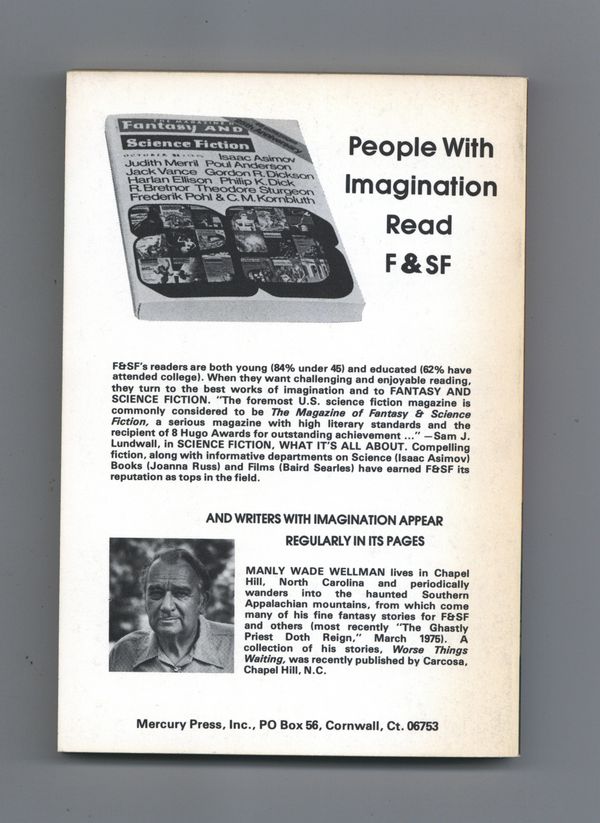 THE MAGAZINE OF
Fantasy AND
Science Fiction
OCTOBER
Isaac Asimov
Judith Merril Poul Anderson
Jack Vance Gordon R. Dickson
Harlan Ellison Philip K. Dick
R. Bretnor Theodore Sturgeon
Frederik Pohl & C.M. Kornbluth
People With
Imagination
Read
F & SF
F&SF's readers are both young (84% under 45) and educated (62% have
attended college). When they want challenging and enjoyable reading,
they turn to the best works of imagination and to FANTASY AND
SCIENCE FICTION. "The foremost U.S. science fiction magazine is
commonly considered to be The Magazine of Fantasy & Science
Fiction, a serious magazine with high literary standards and the
recipient of 8 Hugo Awards for outstanding achievement ..." —Sam J.
Lundwall, in SCIENCE FICTION, WHAT IT'S ALL ABOUT. Compelling
fiction, along with informative departments on Science (Isaac Asimov)
Books (Joanna Russ) and Films (Baird Searles) have earned F&SF its
reputation as tops in the field.
AND WRITERS WITH IMAGINATION APPEAR
REGULARLY IN ITS PAGES
MANLY WADE WELLMAN lives in Chapel
Hill, North Carolina and periodically
wanders into the haunted Southern
Appalachian mountains, from which come
many of his fine fantasy stories for F&SF
and others (most recently "The Ghastly
Priest Doth Reign," March 1975). A
collection of his stories, Worse Things
Waiting, was recently published by Carcosa,
Chapel Hill, N.C.
Mercury Press, Inc., PO Box 56, Cornwall, Ct. 06753